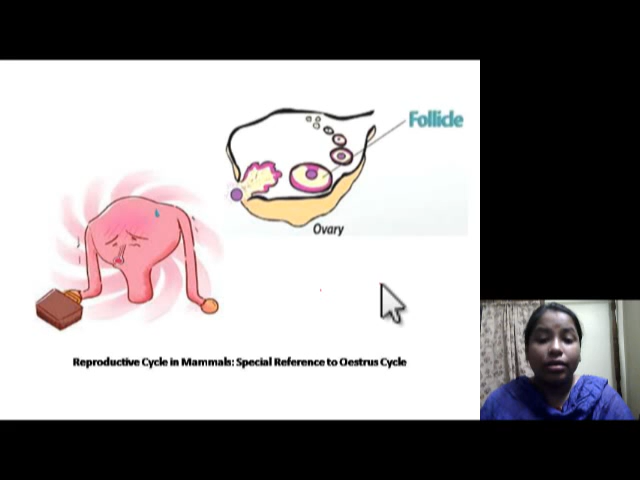 Follicle
Ovary
Reproductive Cycle in Mammals: Special Reference to Oestrus Cycle